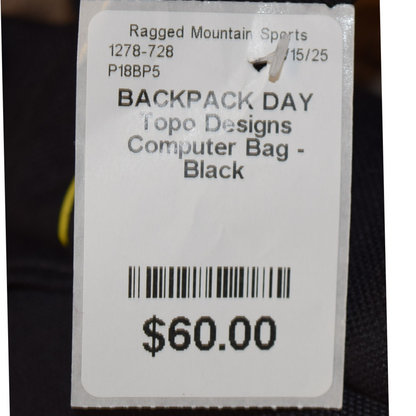 Ragged Mountain Sports
1278-728 /15/25
P18BP5
BACKPACK DAY
Topo Designs
Computer Bag -
Black
$60.00